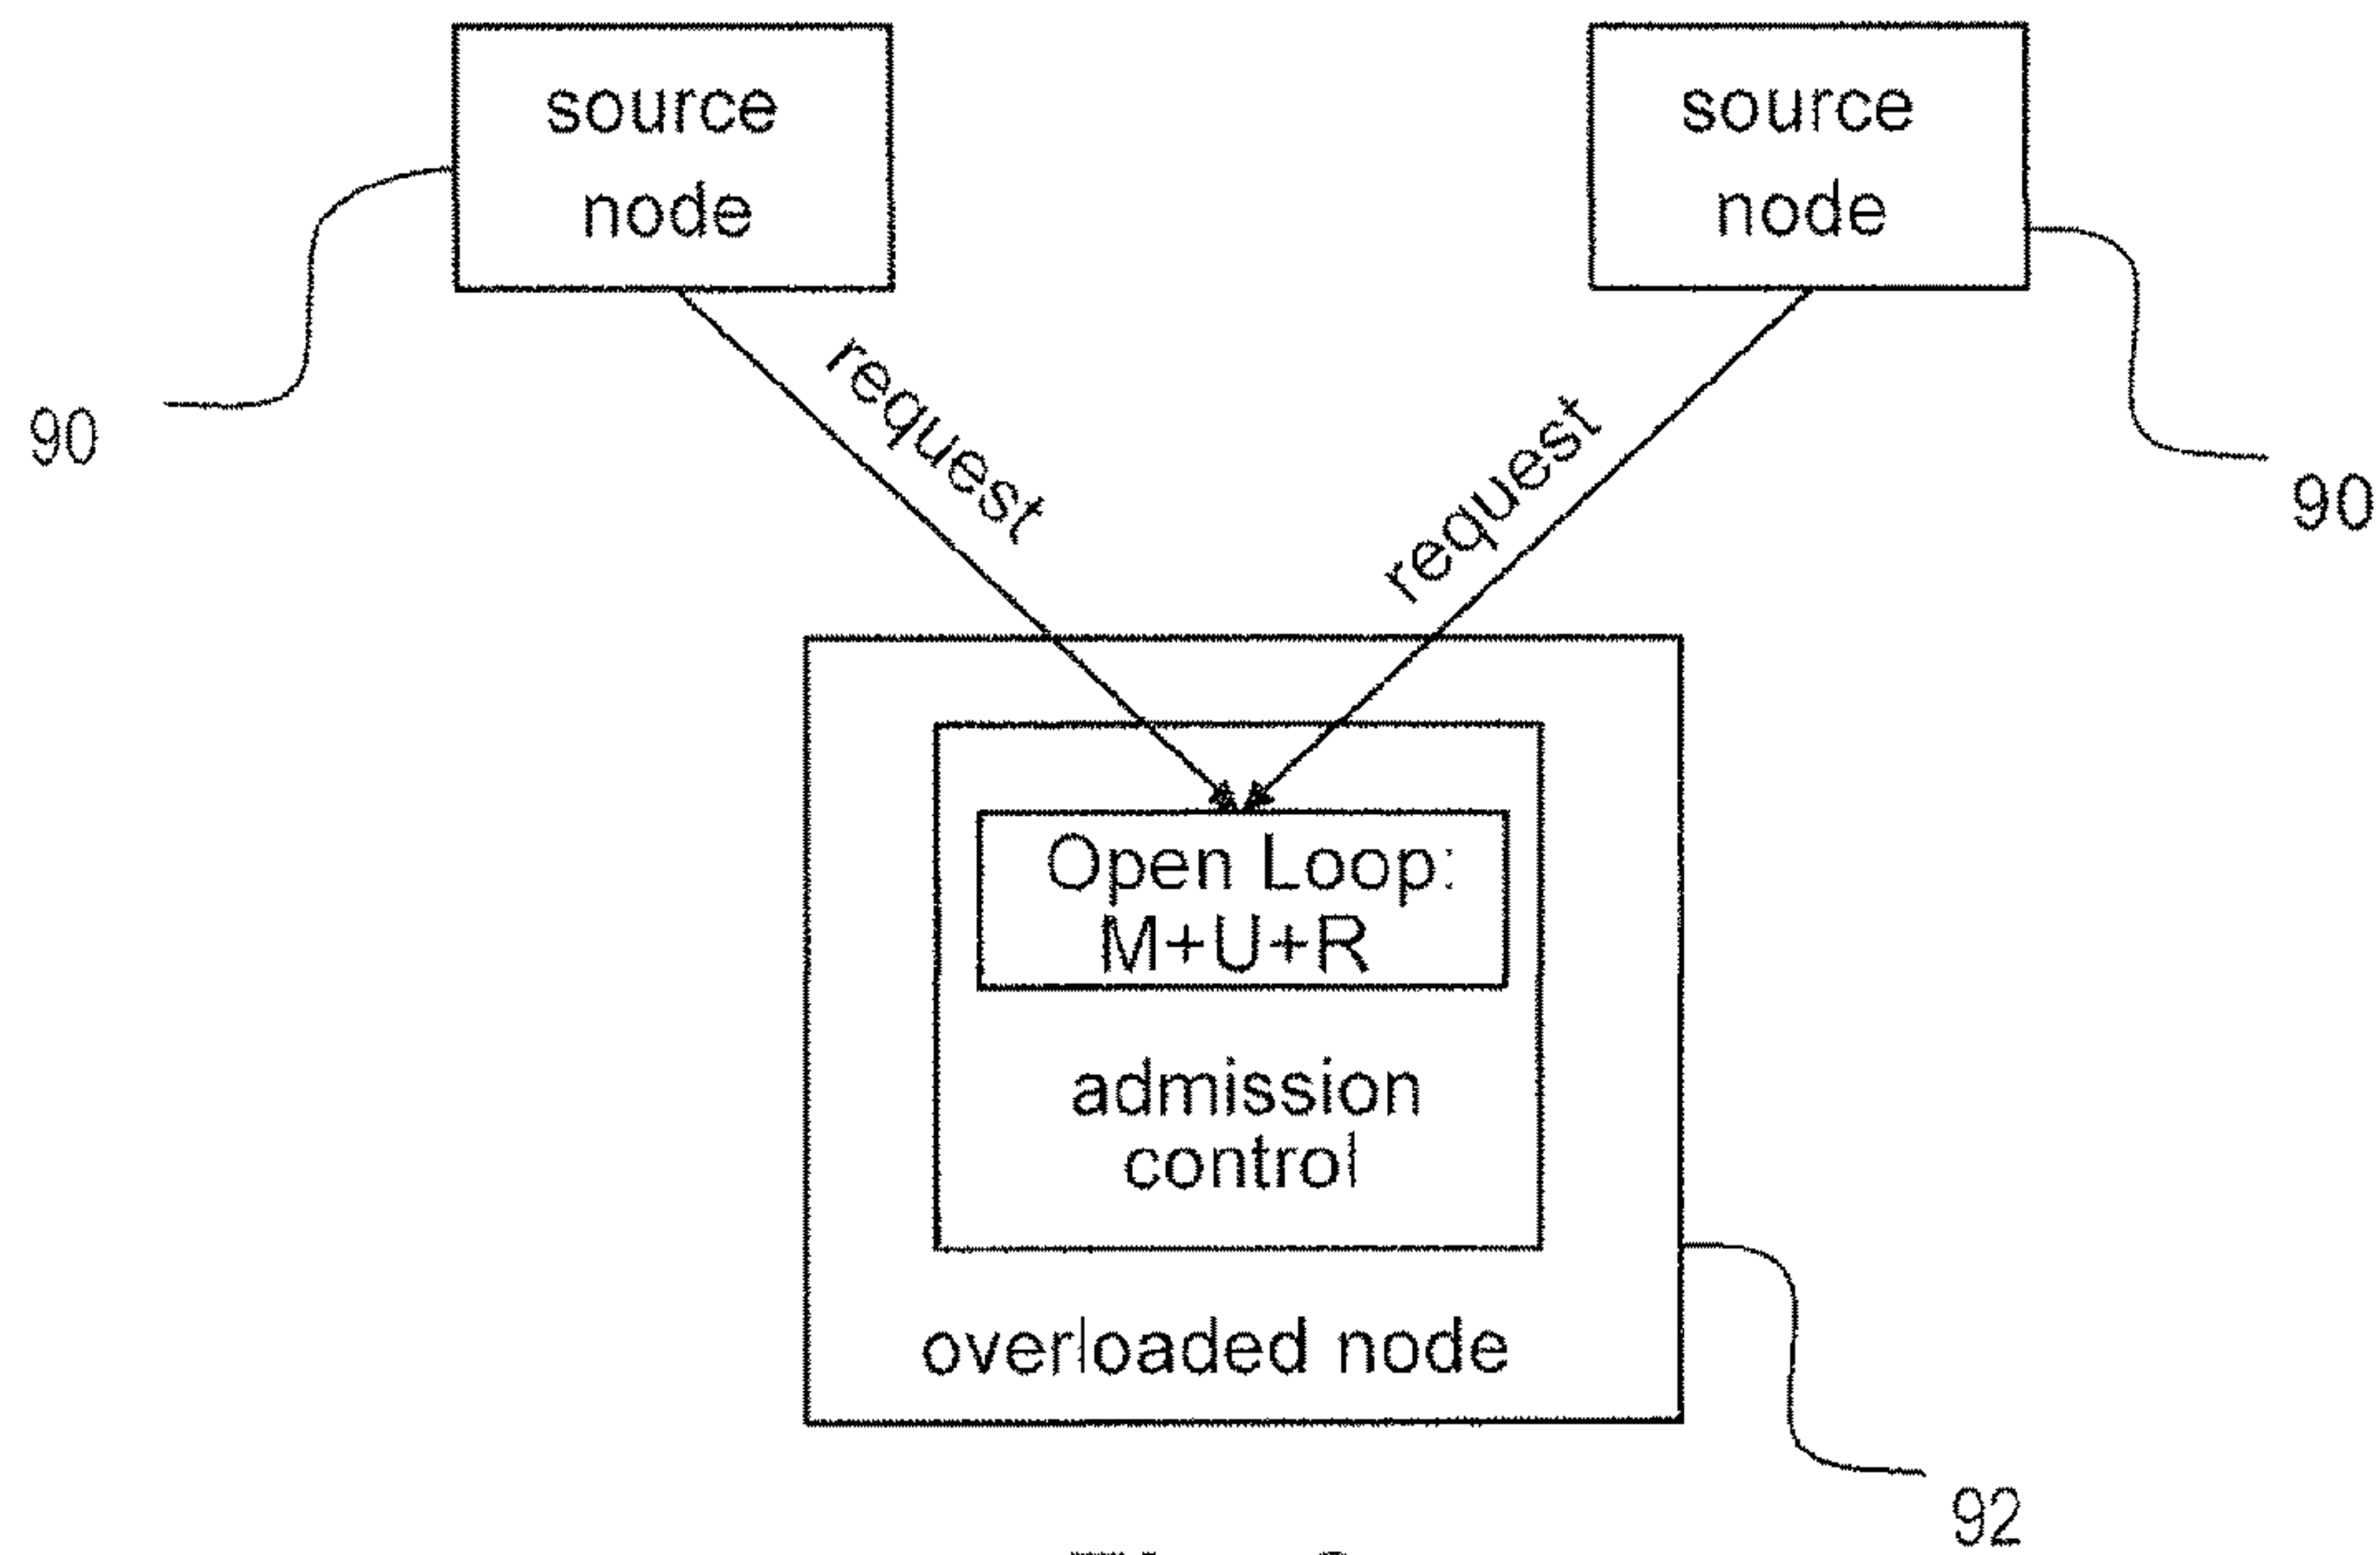 source
node
source
node
request
request
90
90
Open Loop:
M+U+R
admission
control
overloaded node
92